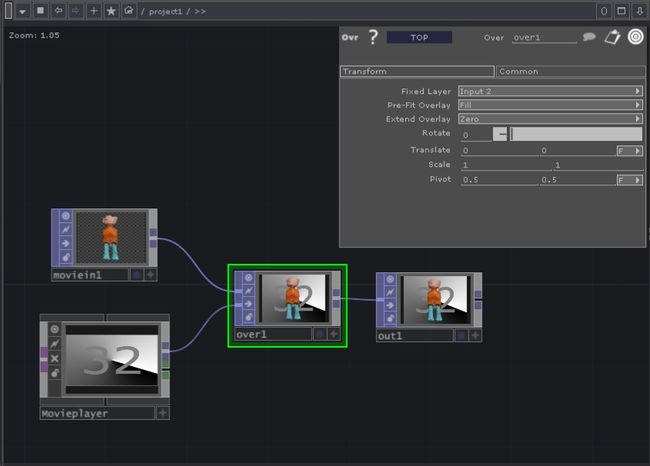 / project1 / >>
Zoom: 1.05
Ovr ? TOP Over over1
Transform Common
Fixed Layer Input 2
Pre-Fit Overlay Fill
Extend Overlay Zero
Rotate 0
Translate 0 0 F
Scale 1 1
Pivot 0.5 0.5 F
moviein1
32
over1
32
out1
32
Movieplayer